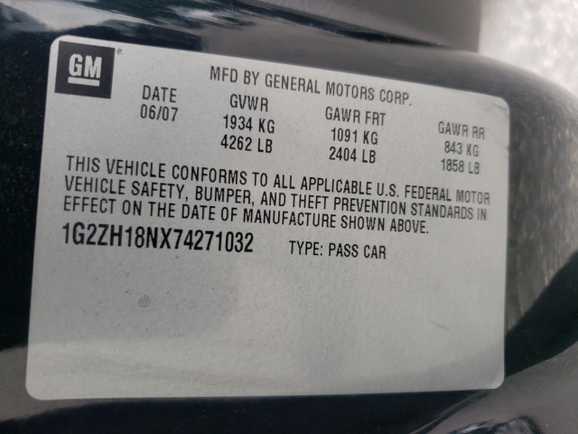 GM
MFD BY GENERAL MOTORS CORP.
DATE GVWR GAWR FRT GAWR RR
06/07 1934 KG 1091 KG 843 KG
4262 LB 2404 LB 1858 LB
THIS VEHICLE CONFORMS TO ALL APPLICABLE U.S. FEDERAL MOTOR
VEHICLE SAFETY, BUMPER, AND THEFT PREVENTION STANDARDS IN
EFFECT ON THE DATE OF MANUFACTURE SHOWN ABOVE.
1G2ZH18NX74271032 TYPE: PASS CAR